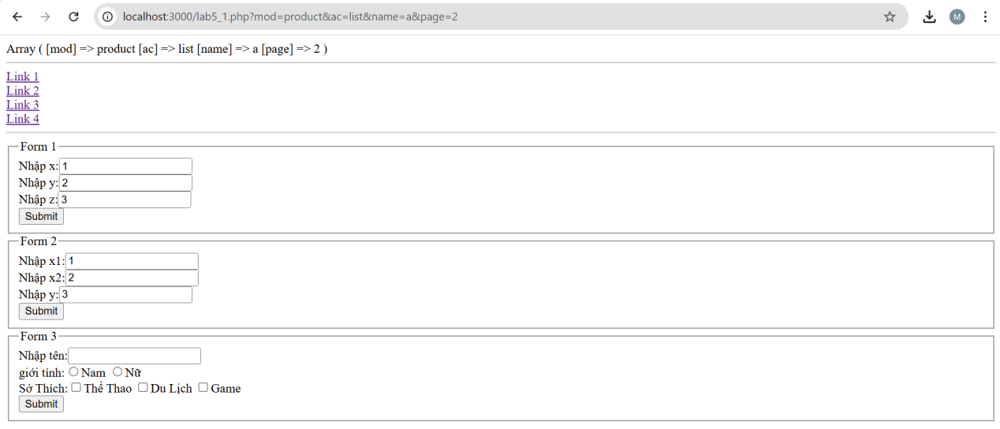 localhost:3000/lab5_1.php?mod=product&ac=list&name=a&page=2
M
Array ( [mod] => product [ac] => list [name] => a [page] => 2 )
Link 1
Link 2
Link 3
Link 4
Form 1
Nhập x: 1
Nhập y: 2
Nhập z: 3
Submit
Form 2
Nhập x1: 1
Nhập x2: 2
Nhập y: 3
Submit
Form 3
Nhập tên:
giới tính: Nam Nữ
Sở Thích: Thể Thao Du Lịch Game
Submit